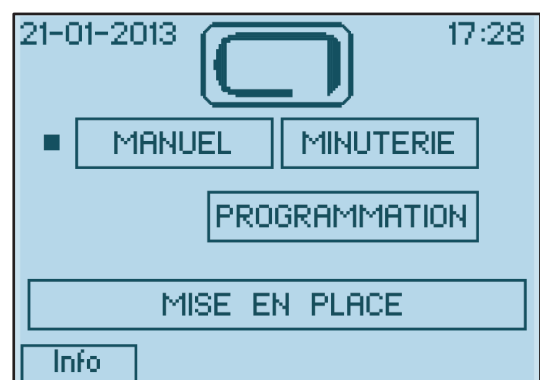 21-01-2013 17:28
MANUEL MINUTERIE
PROGRAMMATION
MISE EN PLACE
Info